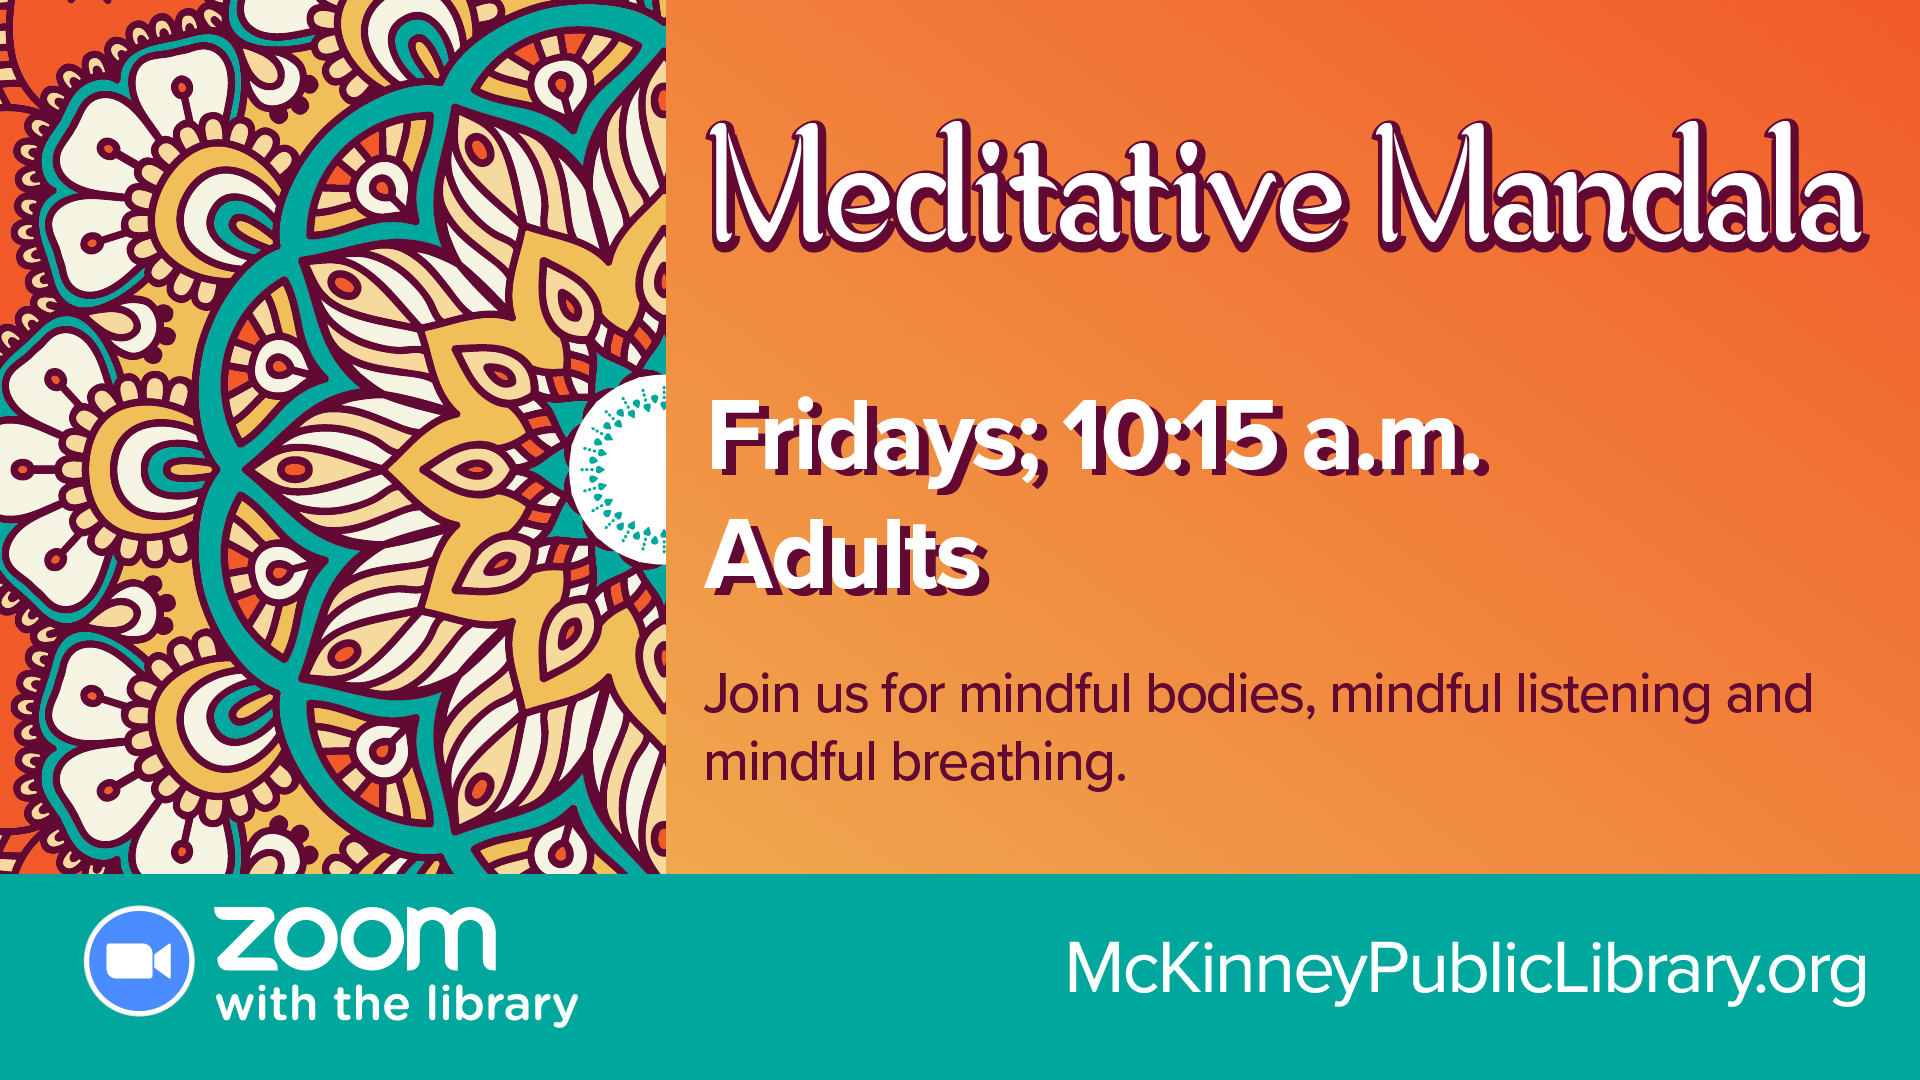 Meditative Mandala
Fridays; 10:15 a.m.
Adults
Join us for mindful bodies, mindful listening and
mindful breathing.
zoom
with the library
McKinneyPublicLibrary.org